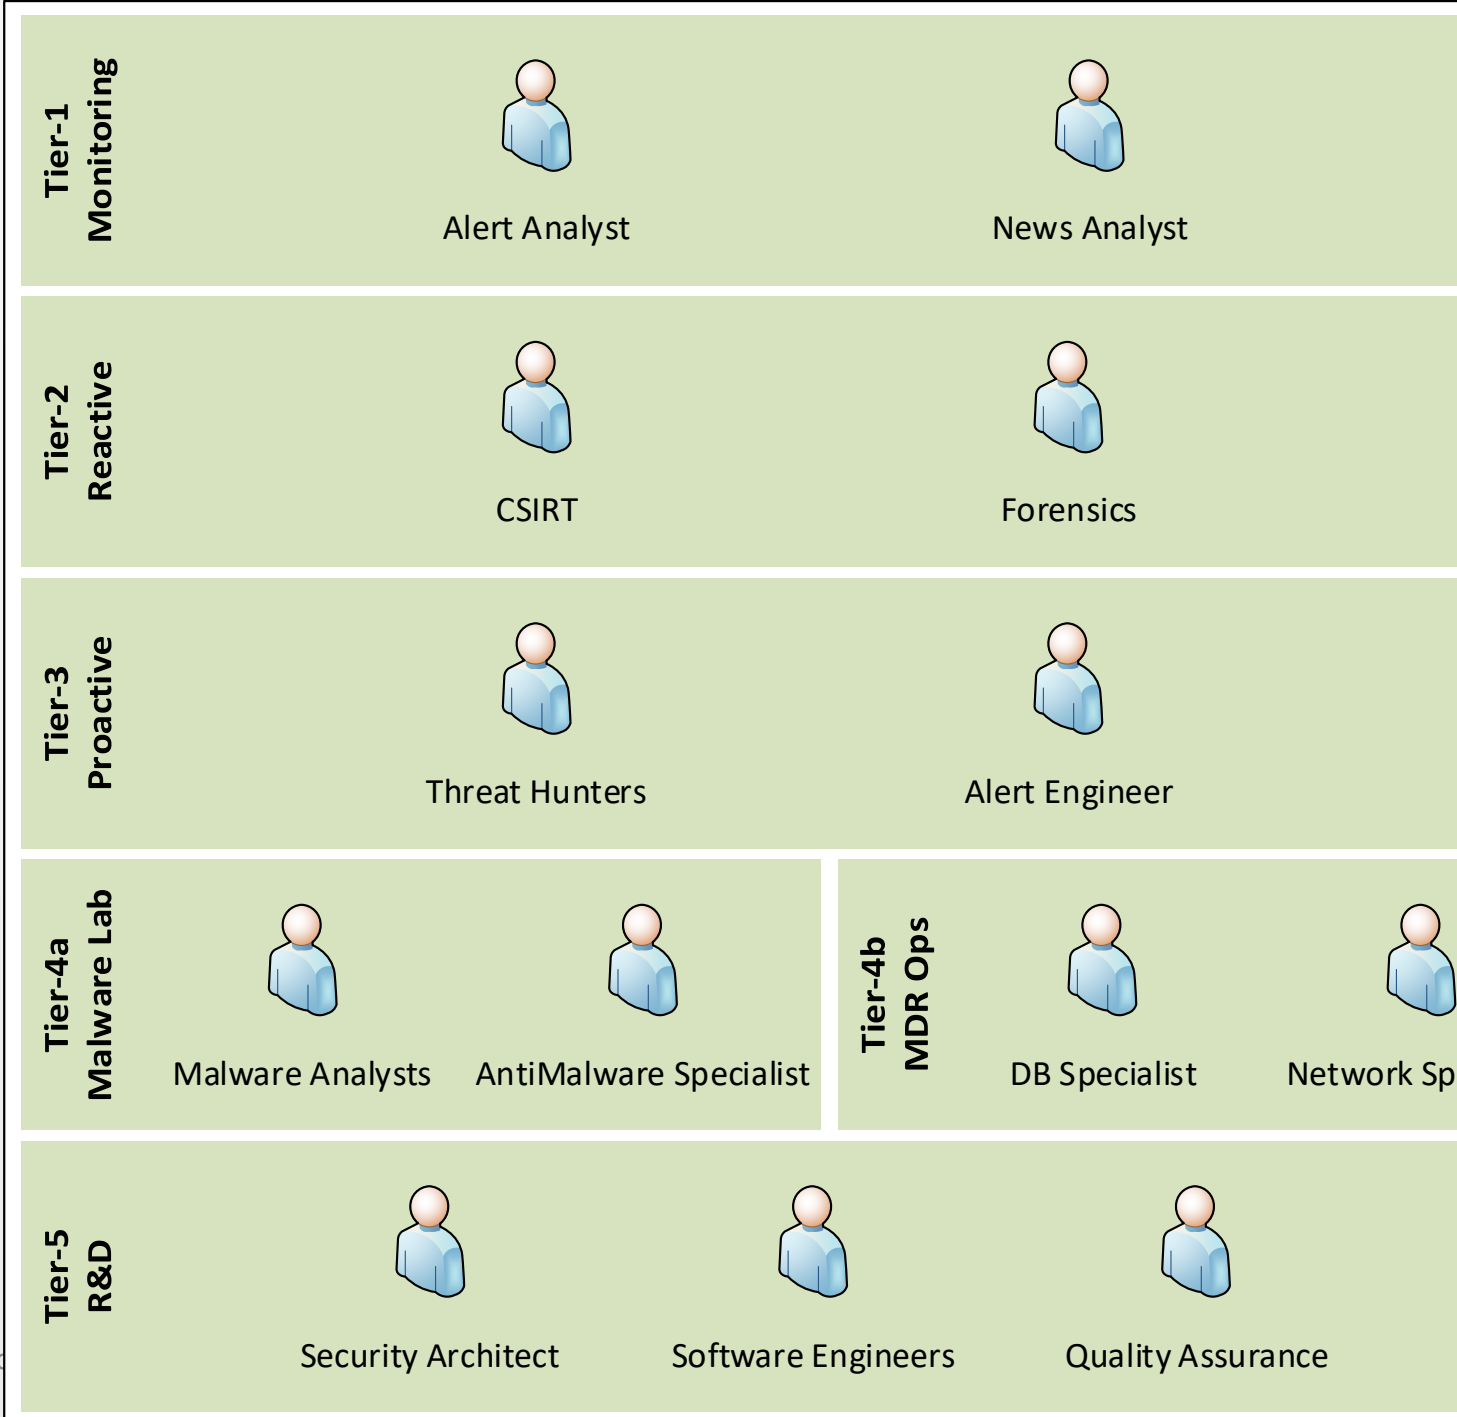 Tier-1
Monitoring
Alert Analyst
News Analyst
Tier-2
Reactive
CSIRT
Forensics
Tier-3
Proactive
Threat Hunters
Alert Engineer
Tier-4a
Malware Lab
Malware Analysts
AntiMalware Specialist
Tier-4b
MDR Ops
DB Specialist
Network
Tier-5
R&D
Security Architect
Software Engineers
Quality Assurance